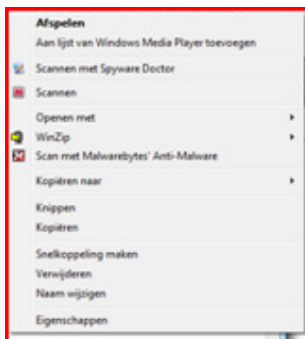 Afspelen
Aan lijst van Windows Media Player toevoegen
Scannen met Spyware Doctor
Scannen
Openen met
WinZip
Scan met Malwarebytes' Anti-Malware
Kopiëren naar
Knippen
Kopiëren
Snelkoppeling maken
Verwijderen
Naam wijzigen
Eigenschappen